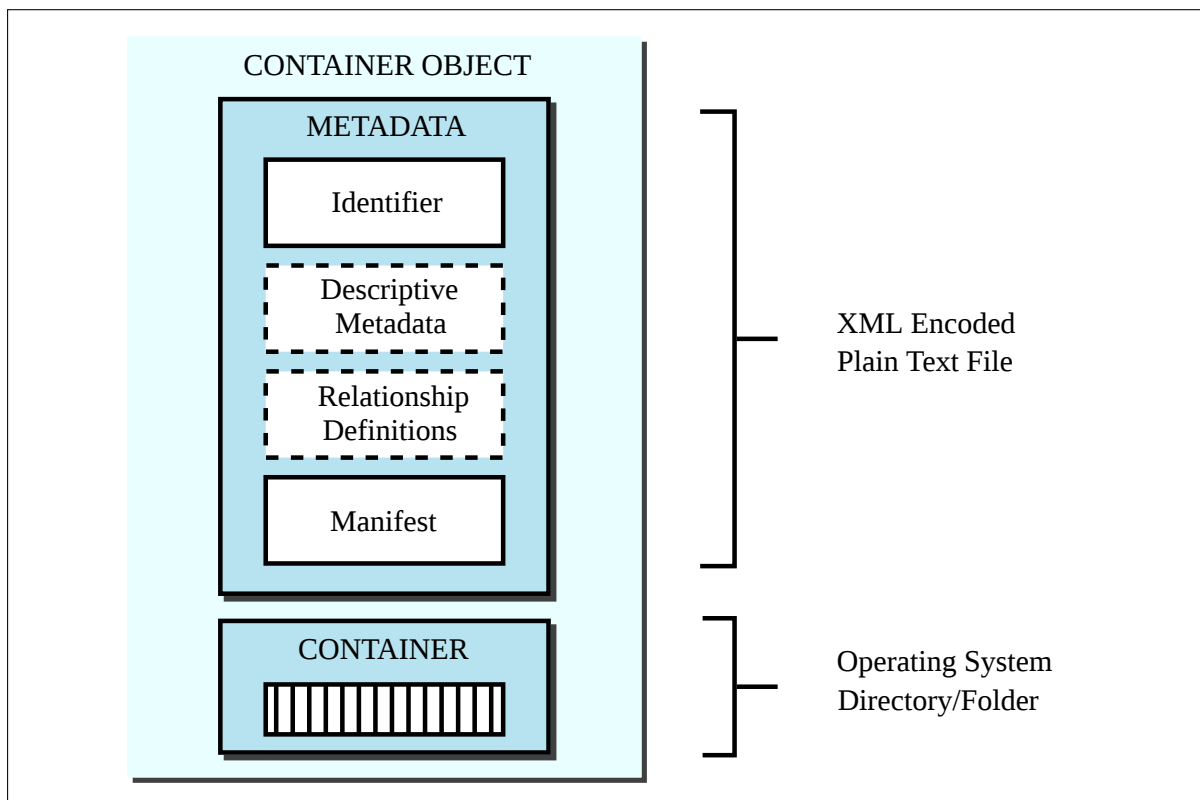 CONTAINER OBJECT
METADATA
Identifier
Descriptive
Metadata
Relationship
Definitions
Manifest
XML Encoded
Plain Text File
CONTAINER
Operating System
Directory/Folder